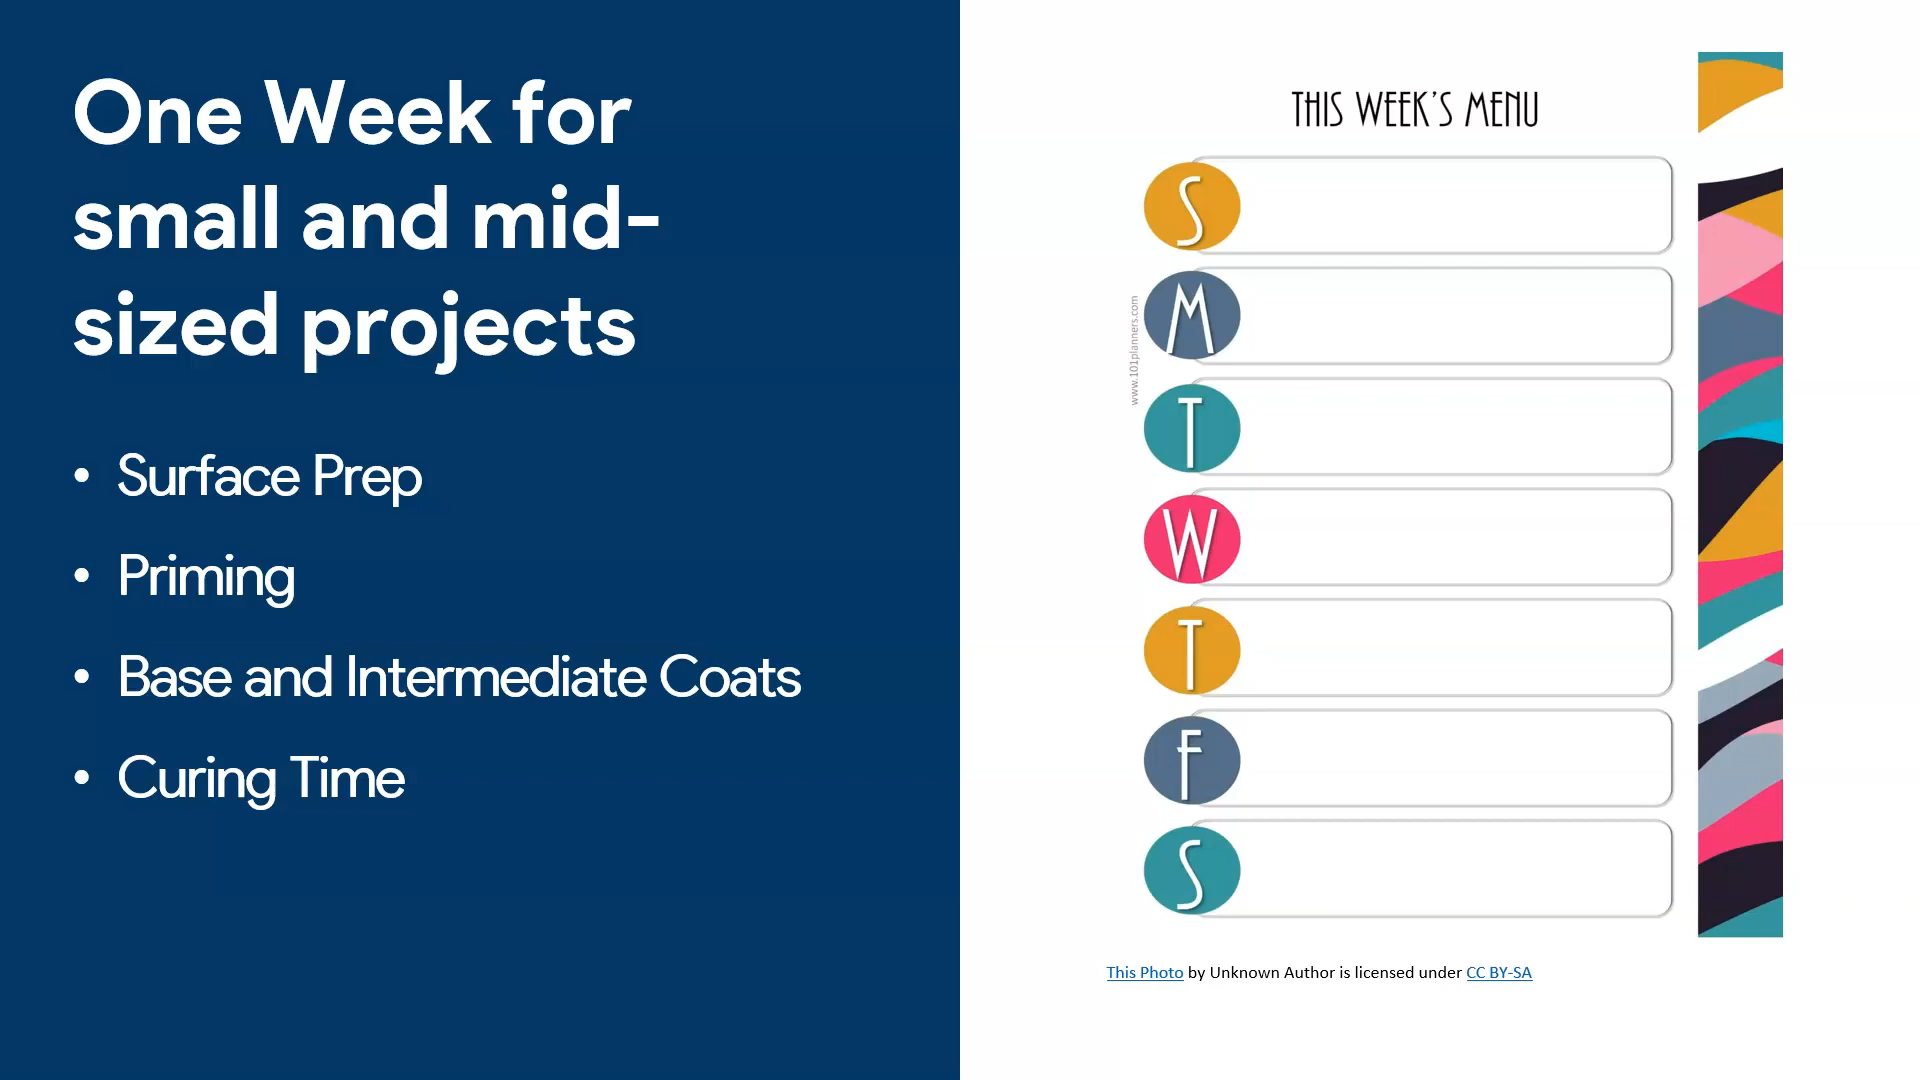 One Week for
small and mid-
sized projects
• Surface Prep
• Priming
• Base and Intermediate Coats
• Curing Time
THIS WEEK'S MENU
S
M
T
W
T
F
S
www.101planners.com
This Photo by Unknown Author is licensed under CC BY-SA